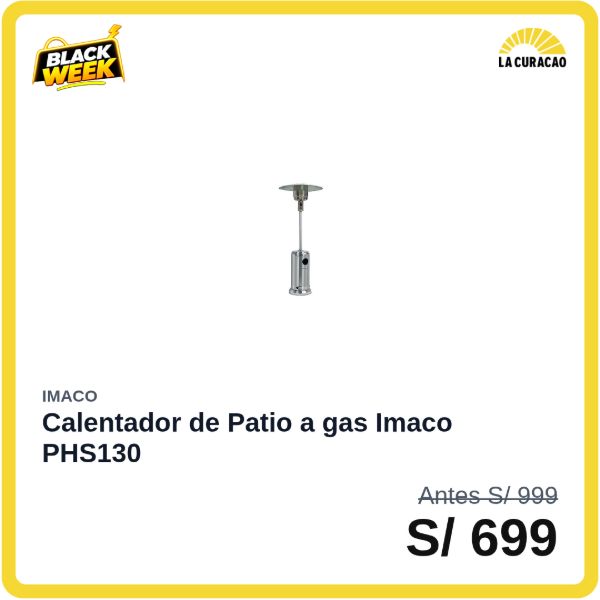 BLACK
WEEK
LA CURACAO
IMACO
Calentador de Patio a gas Imaco
PHS130
Antes S/ 999
S/ 699